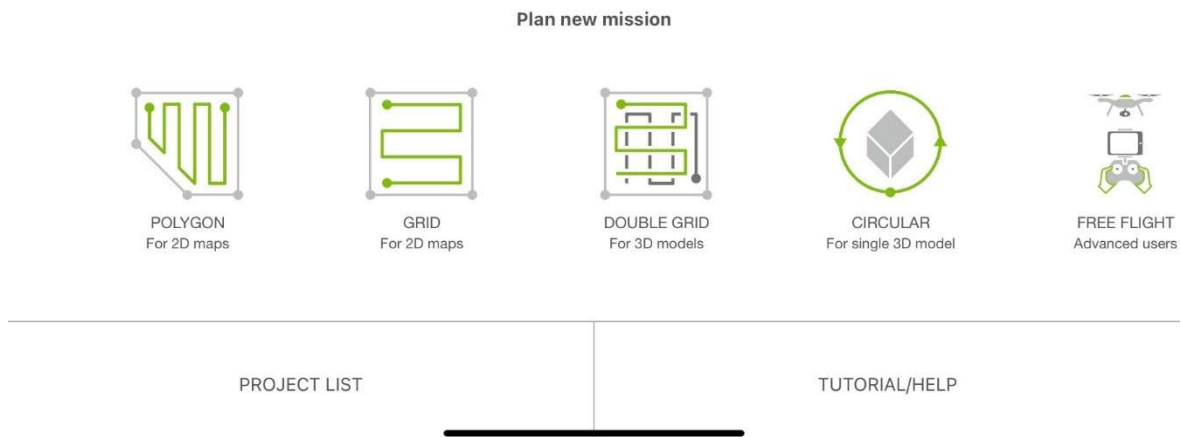 Plan new mission
POLYGON
For 2D maps
GRID
For 2D maps
DOUBLE GRID
For 3D models
CIRCULAR
For single 3D model
FREE FLIGHT
Advanced users
PROJECT LIST
TUTORIAL/HELP